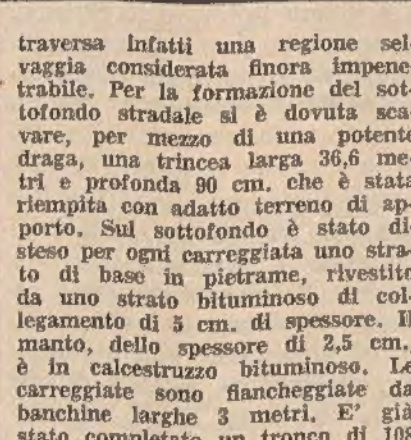 traversa infatti una regione sel-
vaggia considerata finora impene-
trabile. Per la formazione del sot-
tofondo stradale si è dovuta sca-
vare, per mezzo di una potente
draga, una trincea larga 36,6 me-
tri e profonda 90 cm. che è stata
riempita con adatto terreno di ap-
porto. Sul sottofondo è stato di-
steso per ogni carreggiata uno stra-
to di base in pietrame, rivestito
da uno strato bituminoso di col-
legamento di 5 cm. di spessore. Il
manto, dello spessore di 2,5 cm.,
è in calcestruzzo bituminoso. Le
carreggiate sono fiancheggiate da
banchine larghe 3 metri. E' già
stato completato un tronco di